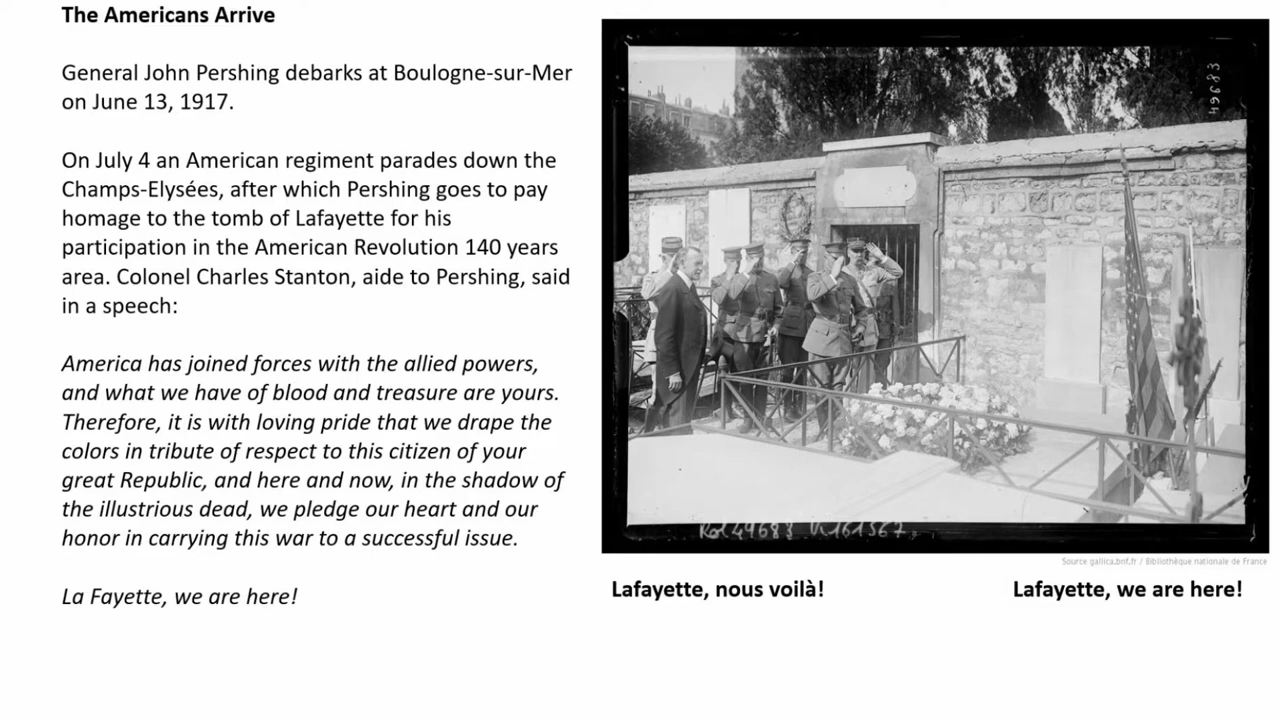 The Americans Arrive
General John Pershing debarks at Boulogne-sur-Mer
on June 13, 1917.
On July 4 an American regiment parades down the
Champs-Elysées, after which Pershing goes to pay
homage to the tomb of Lafayette for his
participation in the American Revolution 140 years
area. Colonel Charles Stanton, aide to Pershing, said
in a speech:
America has joined forces with the allied powers,
and what we have of blood and treasure are yours.
Therefore, it is with loving pride that we drape the
colors in tribute of respect to this citizen of your
great Republic, and here and now, in the shadow of
the illustrious dead, we pledge our heart and our
honor in carrying this war to a successful issue.
La Fayette, we are here!
49683
Rol 49683
Source gallica.bnf.fr / Bibliothèque nationale de France
Lafayette, nous voilà! Lafayette, we are here!